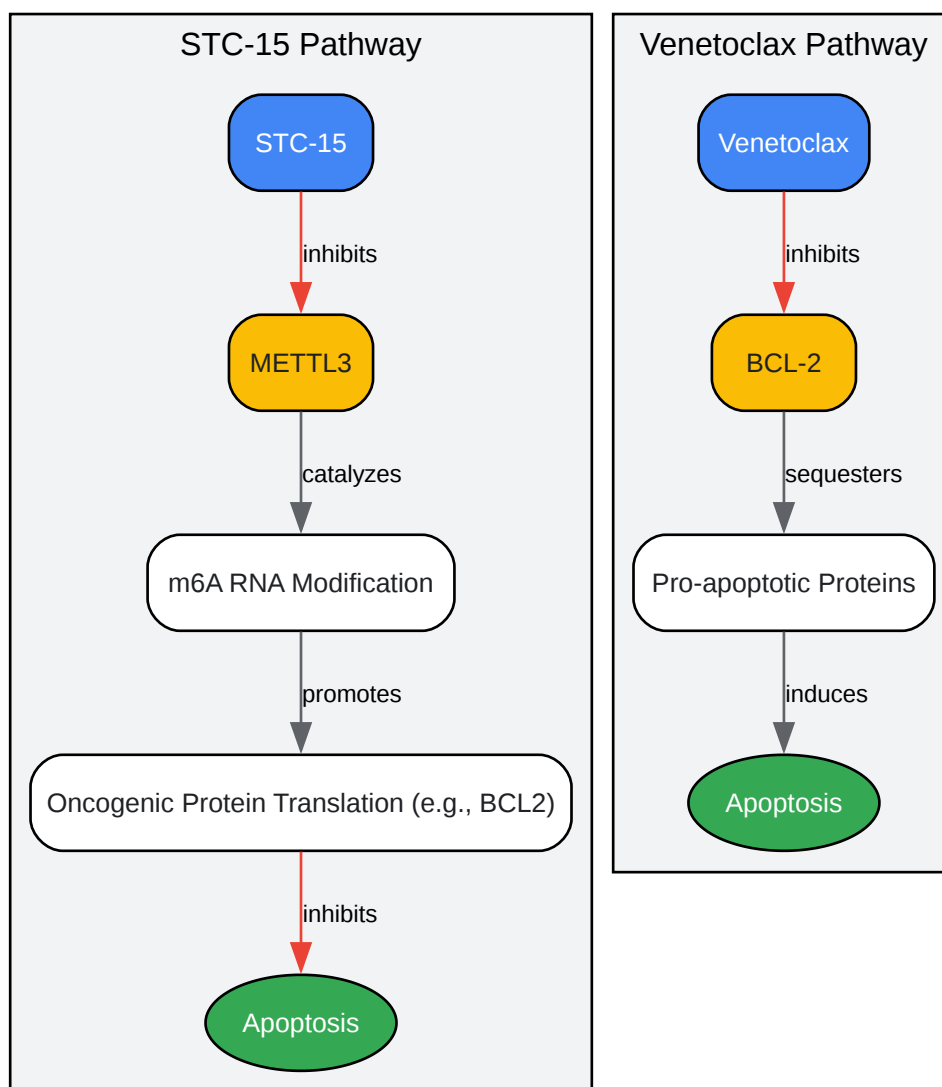 STC-15 Pathway
STC-15
inhibits
METTL3
catalyzes
m6A RNA Modification
promotes
Oncogenic Protein Translation (e.g., BCL2)
inhibits
Apoptosis
Venetoclax Pathway
Venetoclax
inhibits
BCL-2
sequesters
Pro-apoptotic Proteins
induces
Apoptosis